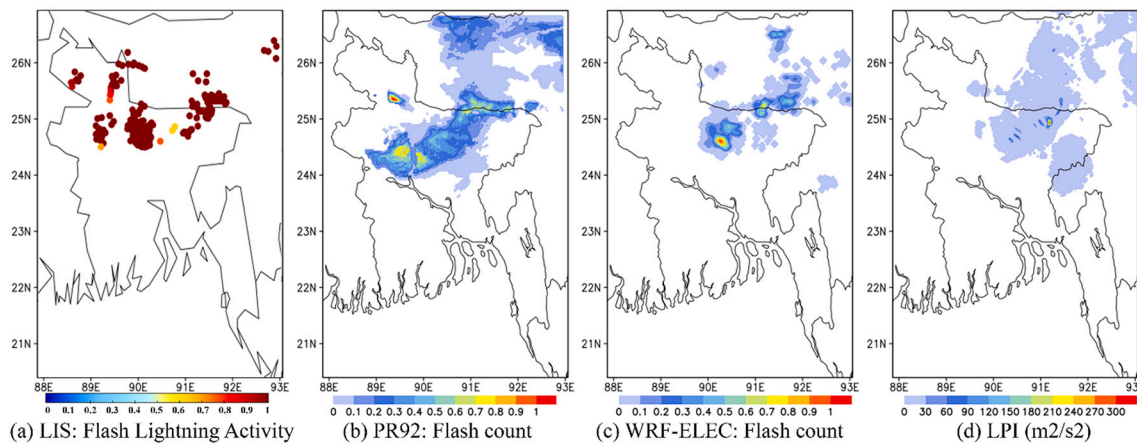 26N
25N
24N
23N
22N
21N
88E 89E 90E 91E 92E 93E
0 0.1 0.2 0.3 0.4 0.5 0.6 0.7 0.8 0.9 1
(a) LIS: Flash Lightning Activity
26N
25N
24N
23N
22N
21N
88E 89E 90E 91E 92E 93E
0 0.1 0.2 0.3 0.4 0.5 0.6 0.7 0.8 0.9 1
(b) PR92: Flash count
26N
25N
24N
23N
22N
21N
88E 89E 90E 91E 92E 93E
0 0.1 0.2 0.3 0.4 0.5 0.6 0.7 0.8 0.9 1
(c) WRF-ELEC: Flash count
26N
25N
24N
23N
22N
21N
88E 89E 90E 91E 92E 93E
0 30 60 90 120 150 180 210 240 270 300
(d) LPI (m2/s2)